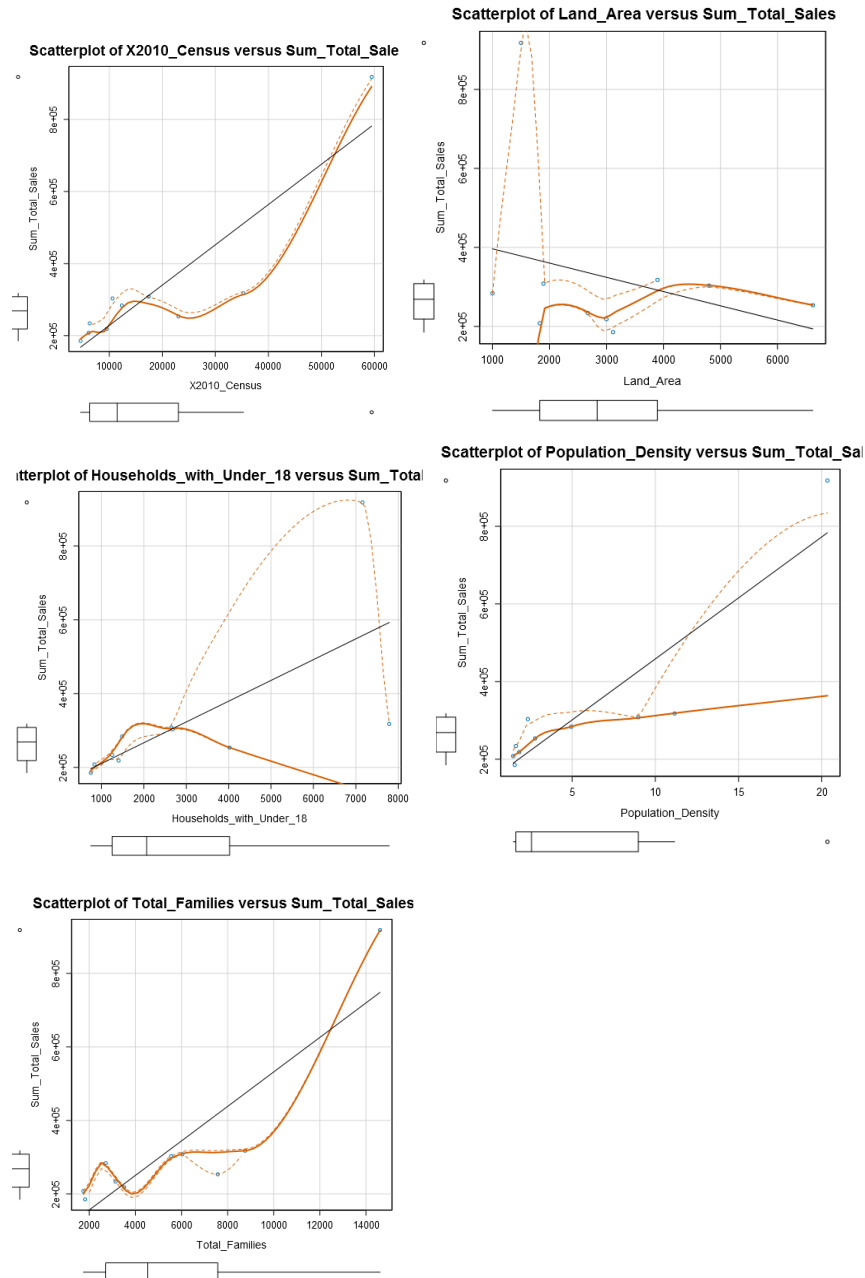 Scatterplot of X2010_Census versus Sum_Total_Sale
Sum_Total_Sales
2e+05
4e+05
6e+05
8e+05
10000 20000 30000 40000 50000 60000
X2010_Census
Scatterplot of Land_Area versus Sum_Total_Sales
Sum_Total_Sales
2e+05
4e+05
6e+05
8e+05
1000 2000 3000 4000 5000 6000
Land_Area
tterplot of Households_with_Under_18 versus Sum_Total
Sum_Total_Sales
2e+05
4e+05
6e+05
8e+05
1000 2000 3000 4000 5000 6000 7000 8000
Households_with_Under_18
Scatterplot of Population_Density versus Sum_Total_Sal
Sum_Total_Sales
2e+05
4e+05
6e+05
8e+05
5 10 15 20
Population_Density
Scatterplot of Total_Families versus Sum_Total_Sales
Sum_Total_Sales
2e+05
4e+05
6e+05
8e+05
2000 4000 6000 8000 10000 12000 14000
Total_Families